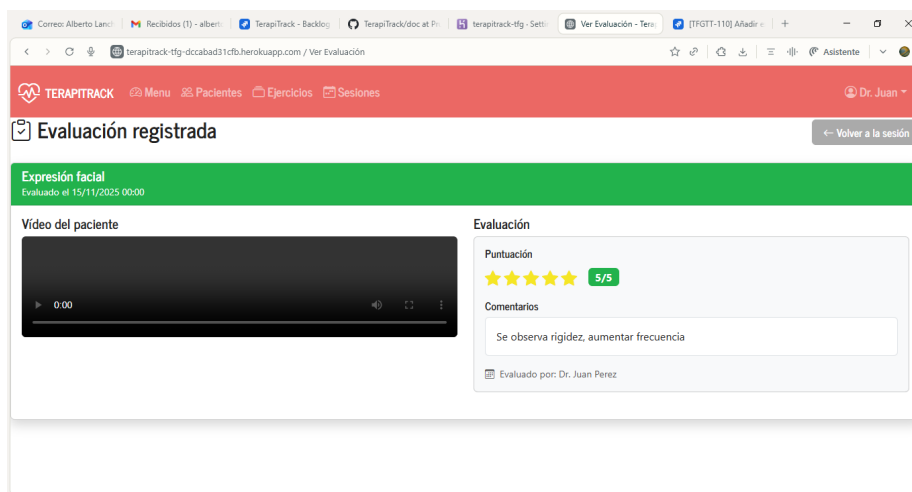 Correo: Alberto Lanch
Recibidos (1) - albert
TerapiTrack - Backlog
TerapiTrack/doc at Pr
terapitrack-tfg · Setti
Ver Evaluación - Tera
[TFGTT-110] Añadir e
terapitrack-tfg-dccabad31cfb.herokuapp.com / Ver Evaluación
Asistente
TERAPITRACK Menu Pacientes Ejercicios Sesiones Dr. Juan
Evaluación registrada
← Volver a la sesión
Expresión facial
Evaluado el 15/11/2025 00:00
Vídeo del paciente
0:00
Evaluación
Puntuación
5/5
Comentarios
Se observa rigidez, aumentar frecuencia
Evaluado por: Dr. Juan Perez